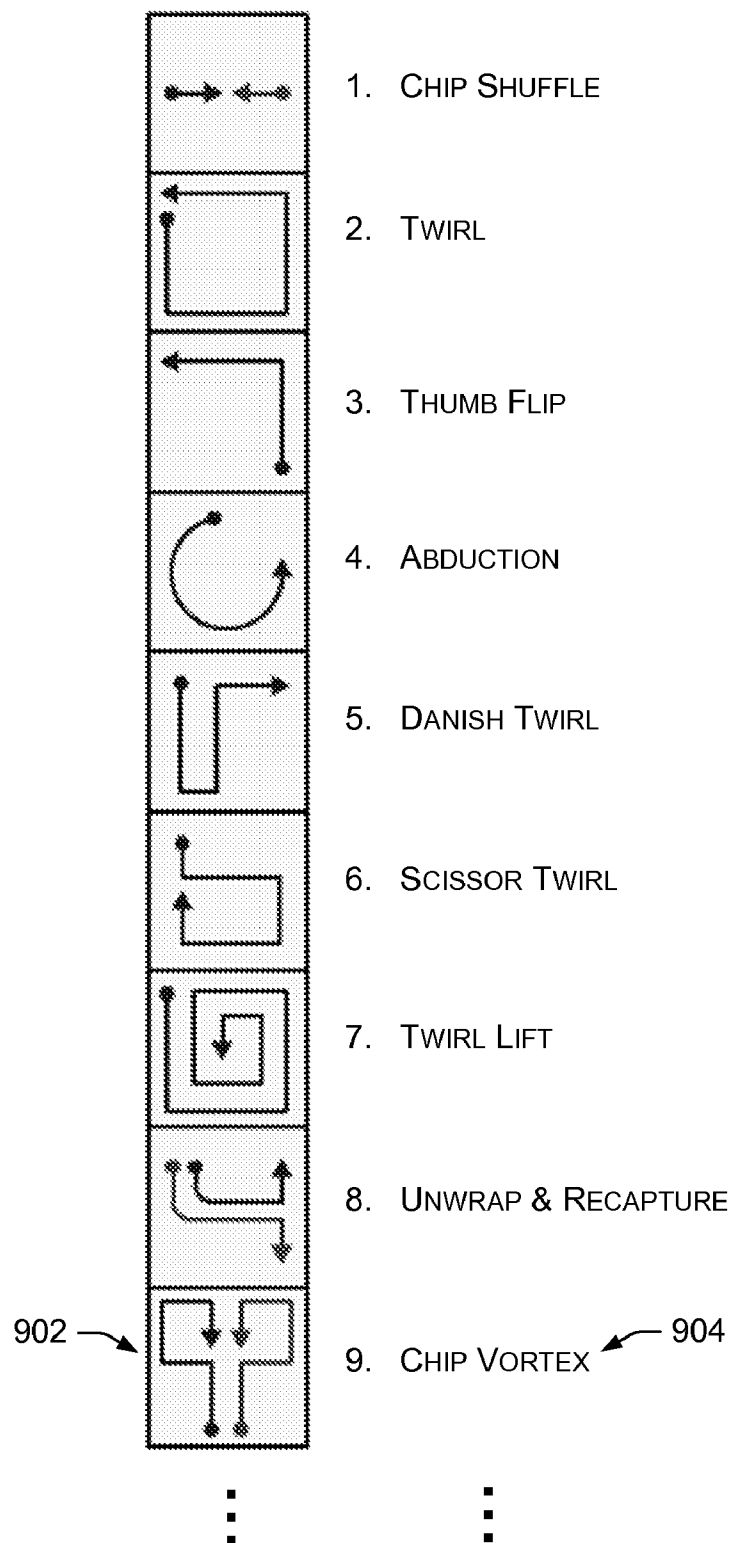 1. CHIP SHUFFLE
2. TWIRL
3. THUMB FLIP
4. ABDUCTION
5. DANISH TWIRL
6. SCISSOR TWIRL
7. TWIRL LIFT
8. UNWRAP & RECAPTURE
902
9. CHIP VORTEX
904